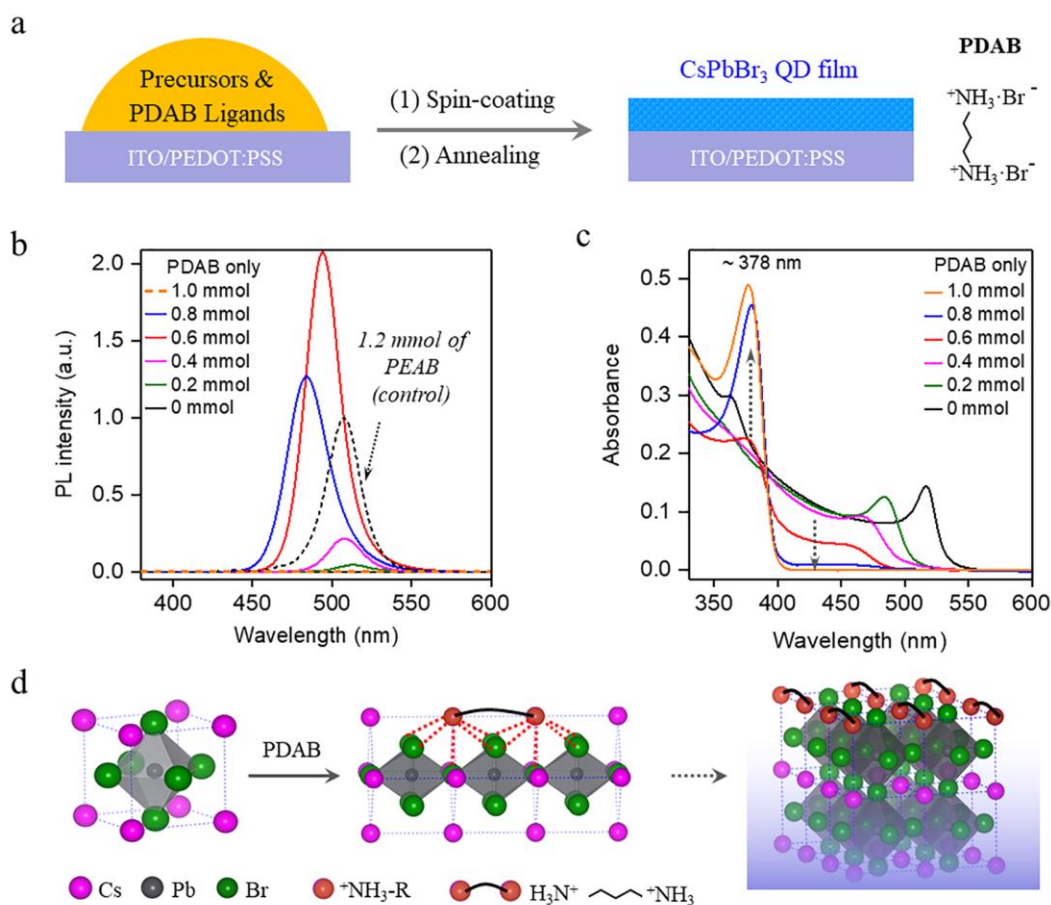 a
Precursors &
PDAB Ligands
ITO/PEDOT:PSS
(1) Spin-coating
(2) Annealing
CsPbBr₃ QD film
ITO/PEDOT:PSS
PDAB
⁺NH₃·Br⁻
⁺NH₃·Br⁻
b
PL intensity (a.u.)
2.0
1.5
1.0
0.5
0.0
PDAB only
1.0 mmol
0.8 mmol
0.6 mmol
0.4 mmol
0.2 mmol
0 mmol
1.2 mmol of
PEAB
(control)
400 450 500 550 600
Wavelength (nm)
c
Absorbance
0.5
0.4
0.3
0.2
0.1
0.0
~ 378 nm
PDAB only
1.0 mmol
0.8 mmol
0.6 mmol
0.4 mmol
0.2 mmol
0 mmol
350 400 450 500 550 600
Wavelength (nm)
d
PDAB
Cs Pb Br ⁺NH₃-R H₃N⁺ ⁺NH₃